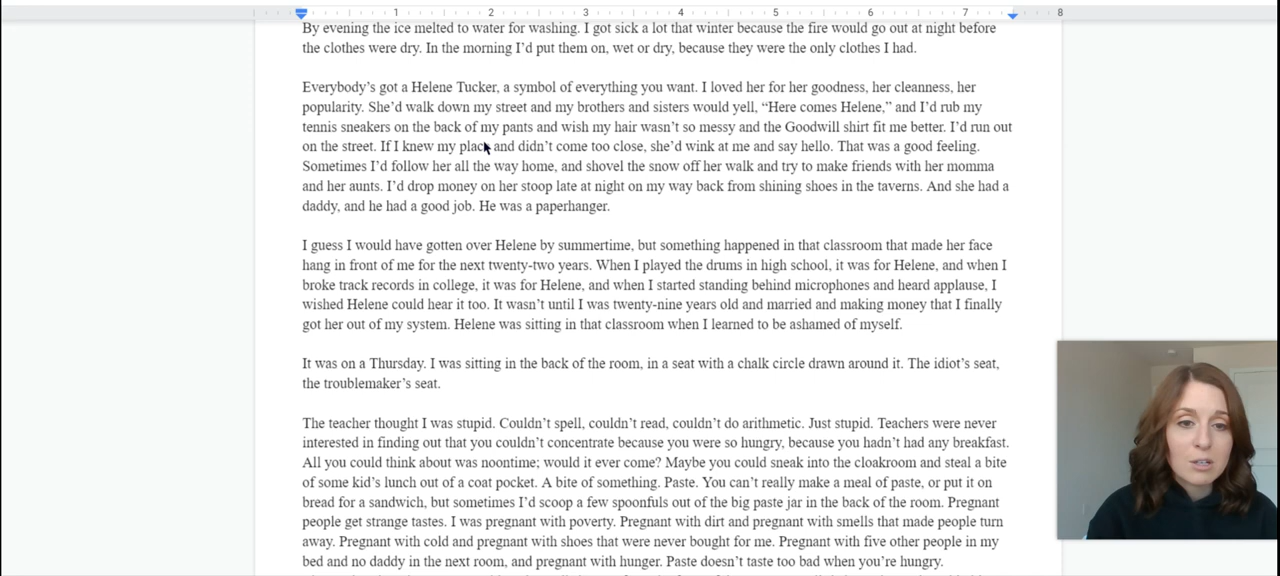 1 2 3 4 5 6 7 8
By evening the ice melted to water for washing. I got sick a lot that winter because the fire would go out at night before
the clothes were dry. In the morning I’d put them on, wet or dry, because they were the only clothes I had.
Everybody’s got a Helene Tucker, a symbol of everything you want. I loved her for her goodness, her cleanness, her
popularity. She’d walk down my street and my brothers and sisters would yell, “Here comes Helene,” and I’d rub my
tennis sneakers on the back of my pants and wish my hair wasn’t so messy and the Goodwill shirt fit me better. I’d run out
on the street. If I knew my place and didn’t come too close, she’d wink at me and say hello. That was a good feeling.
Sometimes I’d follow her all the way home, and shovel the snow off her walk and try to make friends with her momma
and her aunts. I’d drop money on her stoop late at night on my way back from shining shoes in the taverns. And she had a
daddy, and he had a good job. He was a paperhanger.
I guess I would have gotten over Helene by summertime, but something happened in that classroom that made her face
hang in front of me for the next twenty-two years. When I played the drums in high school, it was for Helene, and when I
broke track records in college, it was for Helene, and when I started standing behind microphones and heard applause, I
wished Helene could hear it too. It wasn’t until I was twenty-nine years old and married and making money that I finally
got her out of my system. Helene was sitting in that classroom when I learned to be ashamed of myself.
It was on a Thursday. I was sitting in the back of the room, in a seat with a chalk circle drawn around it. The idiot’s seat,
the troublemaker’s seat.
The teacher thought I was stupid. Couldn’t spell, couldn’t read, couldn’t do arithmetic. Just stupid. Teachers were never
interested in finding out that you couldn’t concentrate because you were so hungry, because you hadn’t had any breakfast.
All you could think about was noontime; would it ever come? Maybe you could sneak into the cloakroom and steal a bite
of some kid’s lunch out of a coat pocket. A bite of something. Paste. You can’t really make a meal of paste, or put it on
bread for a sandwich, but sometimes I’d scoop a few spoonfuls out of the big paste jar in the back of the room. Pregnant
people get strange tastes. I was pregnant with poverty. Pregnant with dirt and pregnant with smells that made people turn
away. Pregnant with cold and pregnant with shoes that were never bought for me. Pregnant with five other people in my
bed and no daddy in the next room, and pregnant with hunger. Paste doesn’t taste too bad when you’re hungry.